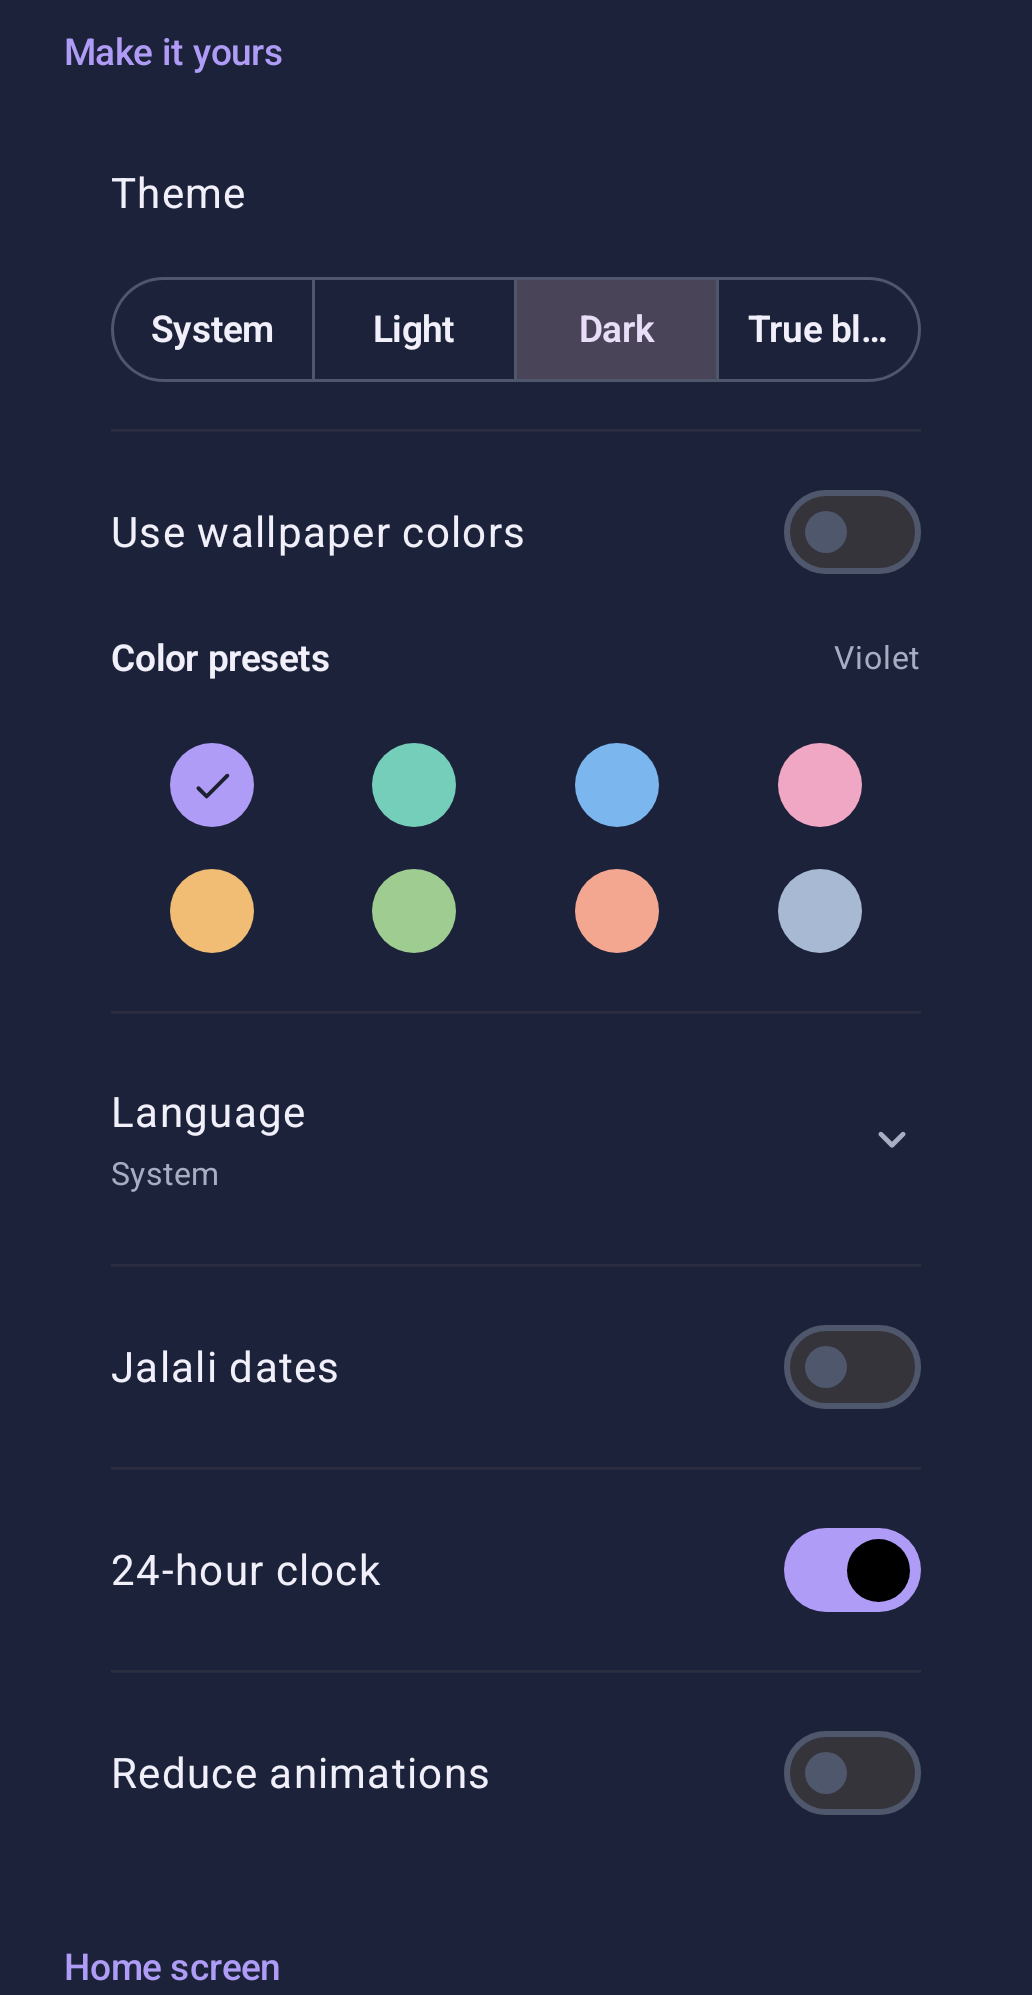 Make it yours
Theme
System Light Dark True bl...
Use wallpaper colors
Color presets Violet
Language
System
Jalali dates
24-hour clock
Reduce animations
Home screen